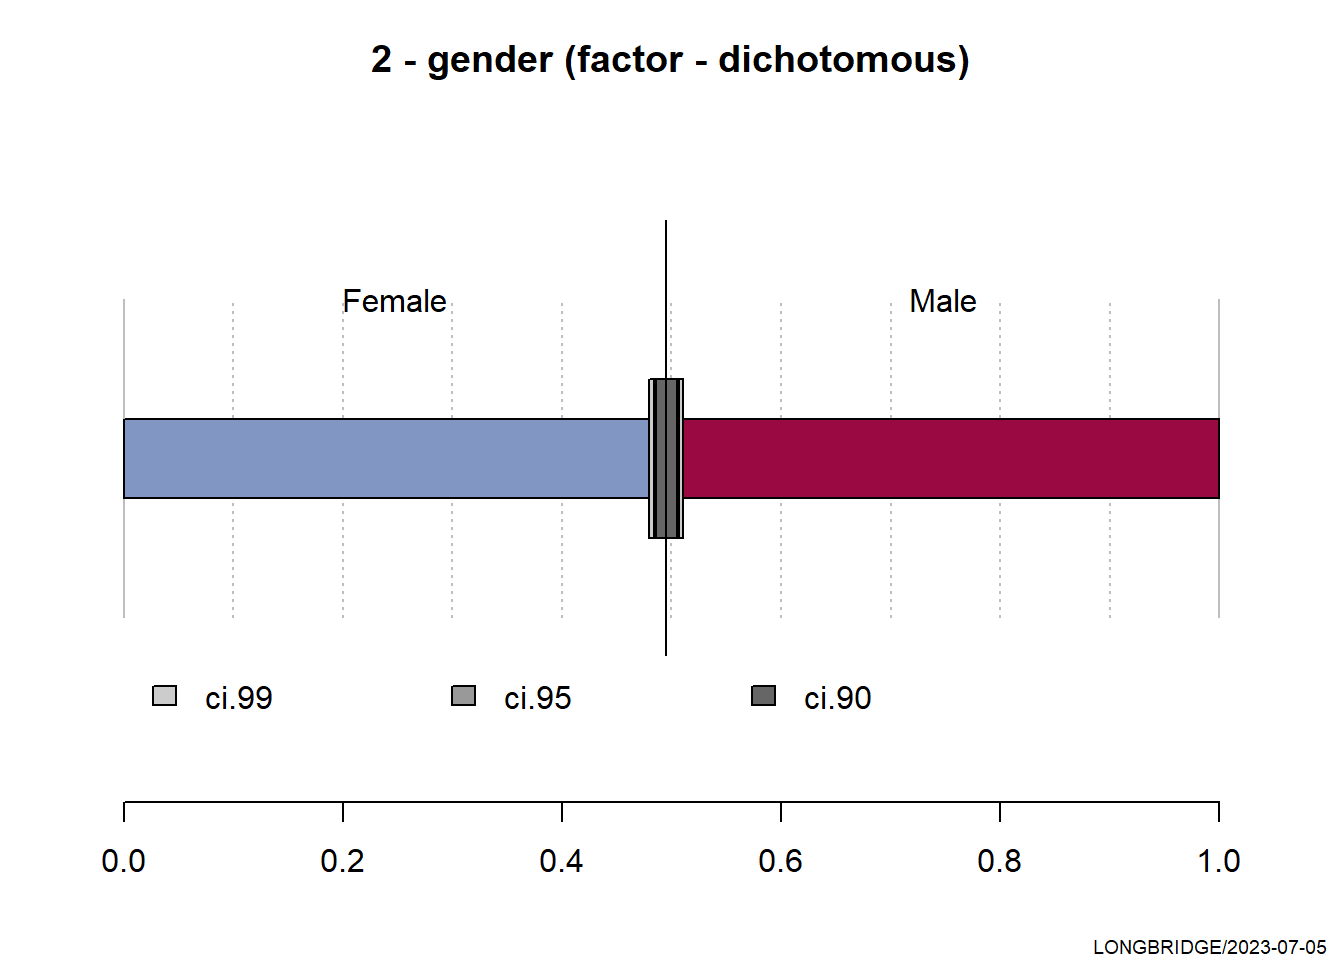 2 - gender (factor - dichotomous)
Female Male
ci.99 ci.95 ci.90
0.0 0.2 0.4 0.6 0.8 1.0
LONGBRIDGE/2023-07-05